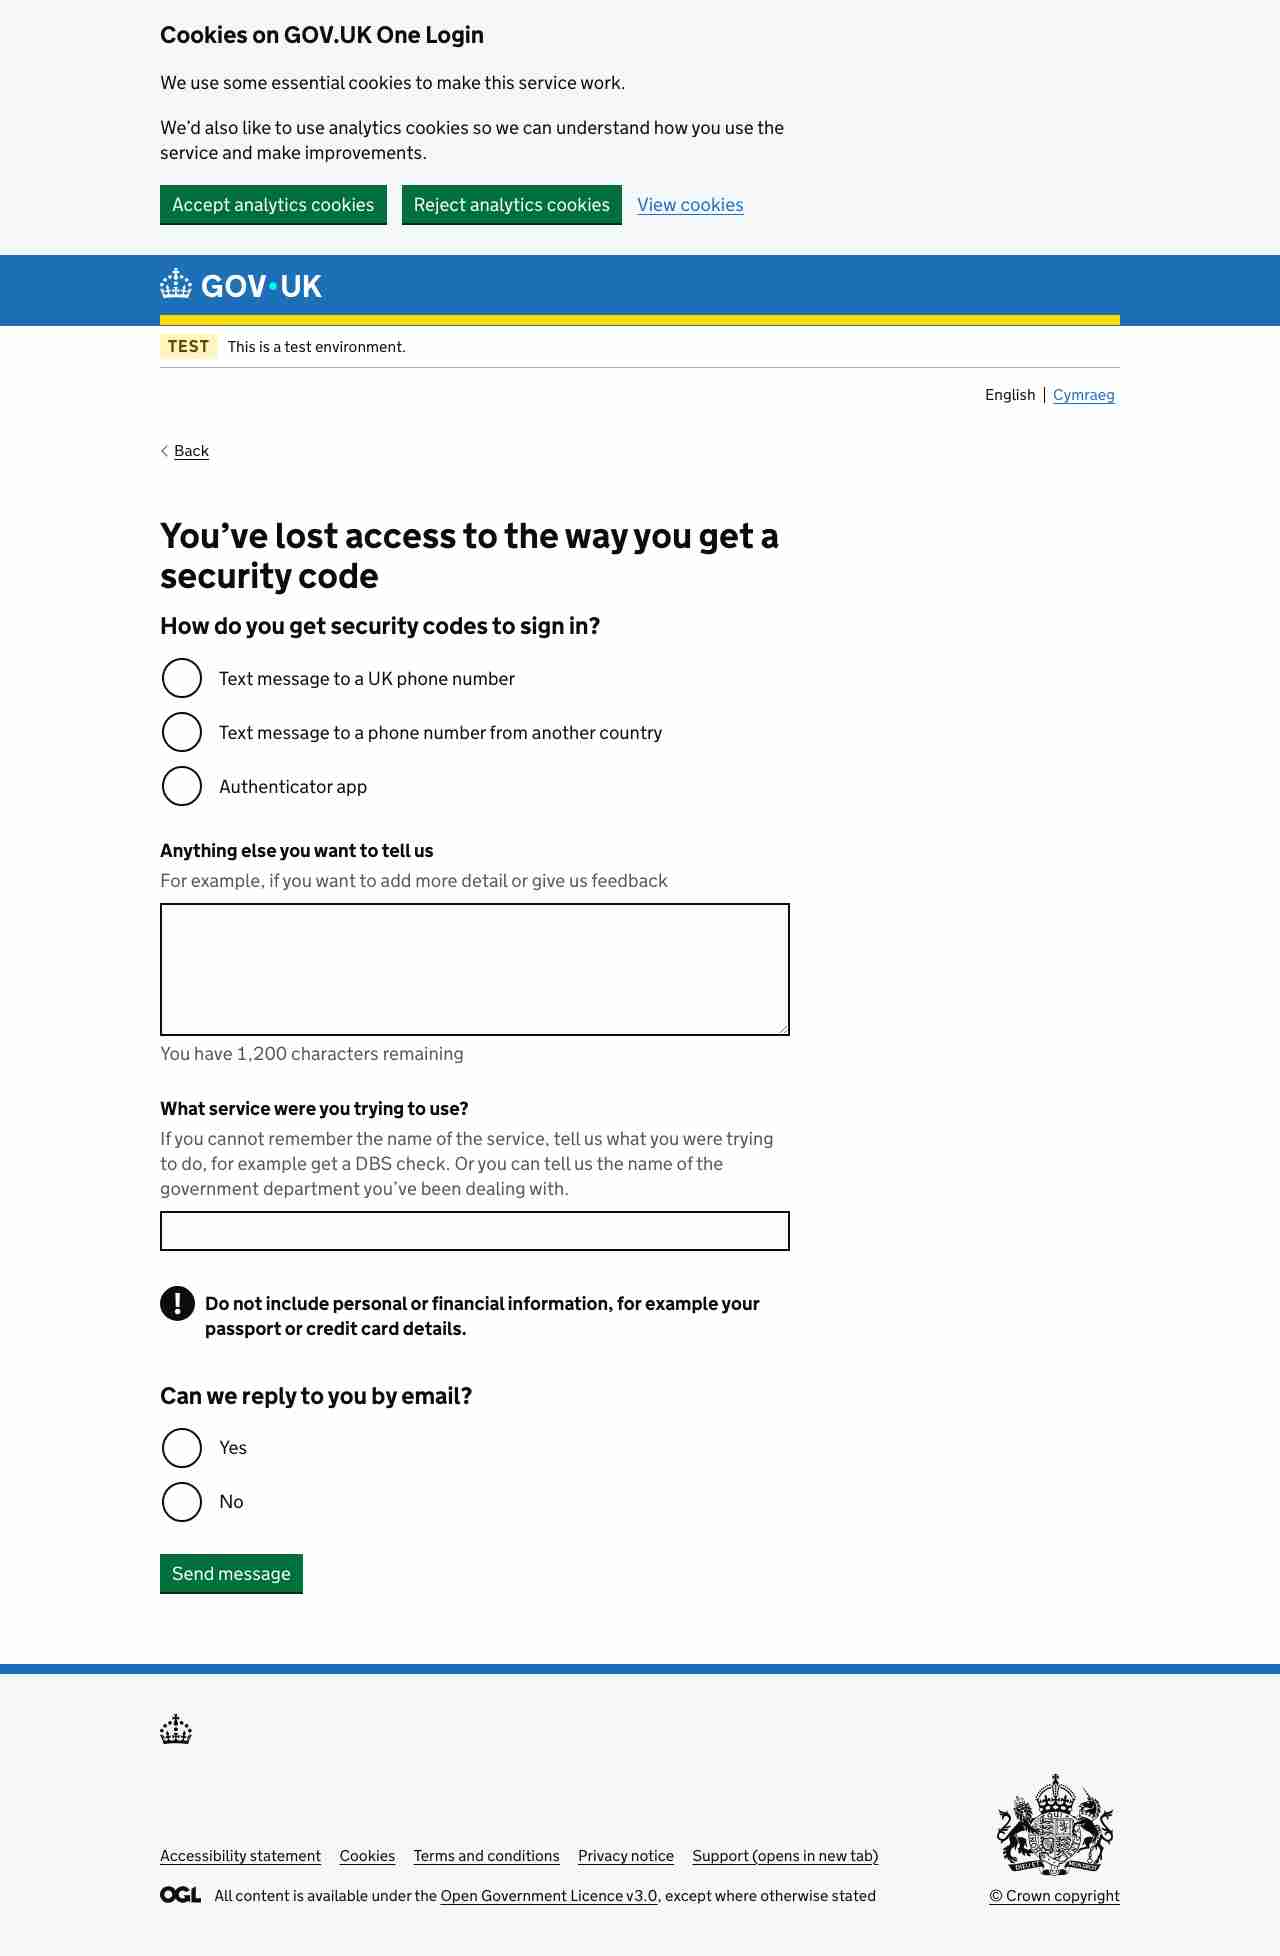 Cookies on GOV.UK One Login
We use some essential cookies to make this service work.
We’d also like to use analytics cookies so we can understand how you use the
service and make improvements.
Accept analytics cookies Reject analytics cookies View cookies
GOV·UK
TEST This is a test environment.
English Cymraeg
Back
You’ve lost access to the way you get a
security code
How do you get security codes to sign in?
Text message to a UK phone number
Text message to a phone number from another country
Authenticator app
Anything else you want to tell us
For example, if you want to add more detail or give us feedback
You have 1,200 characters remaining
What service were you trying to use?
If you cannot remember the name of the service, tell us what you were trying
to do, for example get a DBS check. Or you can tell us the name of the
government department you’ve been dealing with.
! Do not include personal or financial information, for example your
passport or credit card details.
Can we reply to you by email?
Yes
No
Send message
Accessibility statement Cookies Terms and conditions Privacy notice Support (opens in new tab)
OGL All content is available under the Open Government Licence v3.0, except where otherwise stated
© Crown copyright